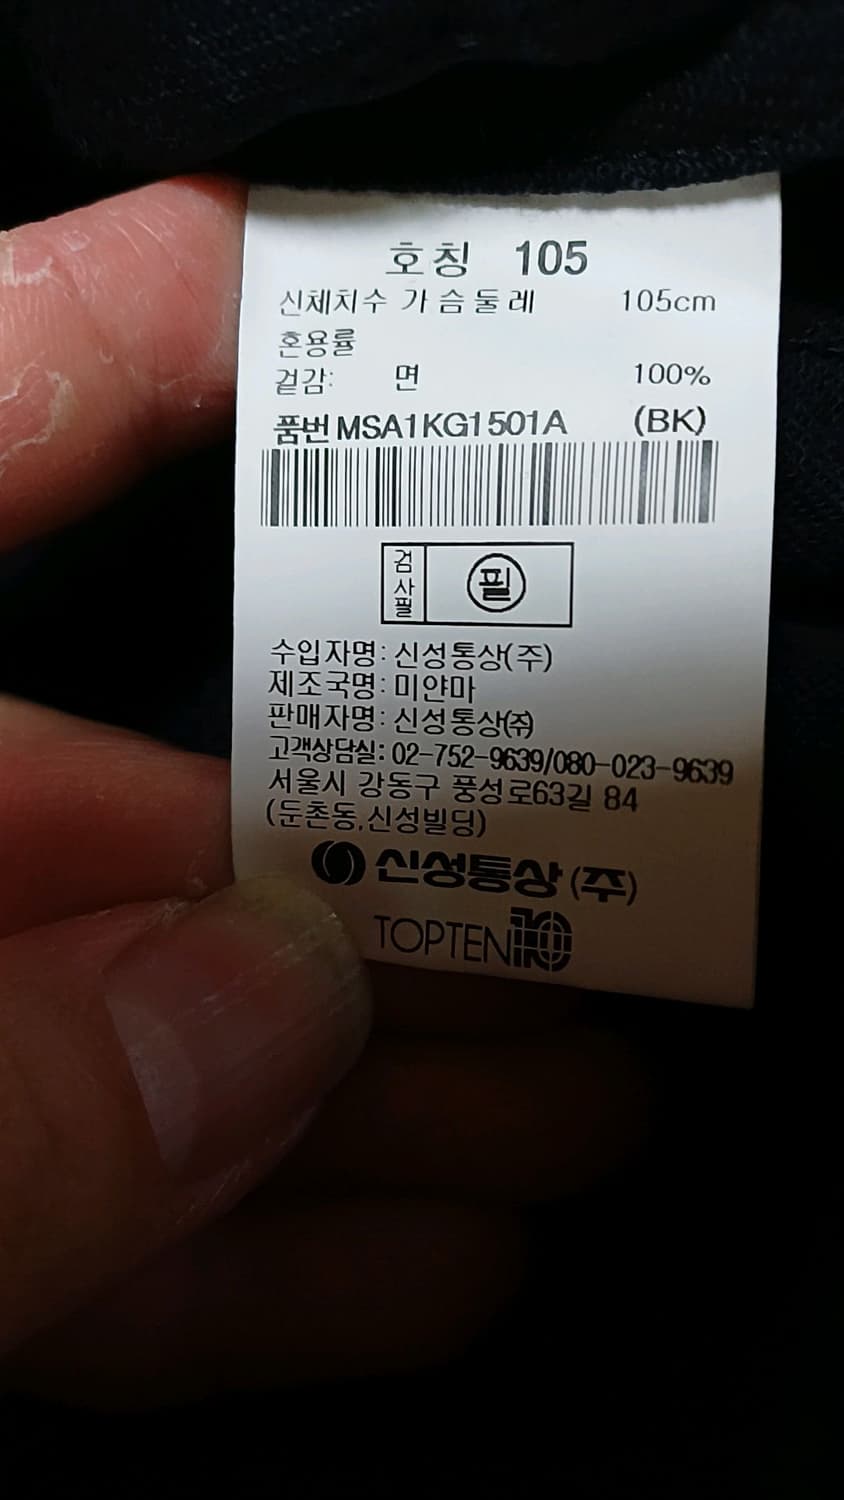 호칭 105
신체치수 가슴둘레 105cm
혼용률
겉감: 면 100%
품번 MSA1KG1501A (BK)
검사필 필
수입자명: 신성통상(주)
제조국명: 미얀마
판매자명: 신성통상㈜
고객상담실: 02-752-9639/080-023-9639
서울시 강동구 풍성로63길 84
(둔촌동,신성빌딩)
신성통상(주)
TOPTEN10